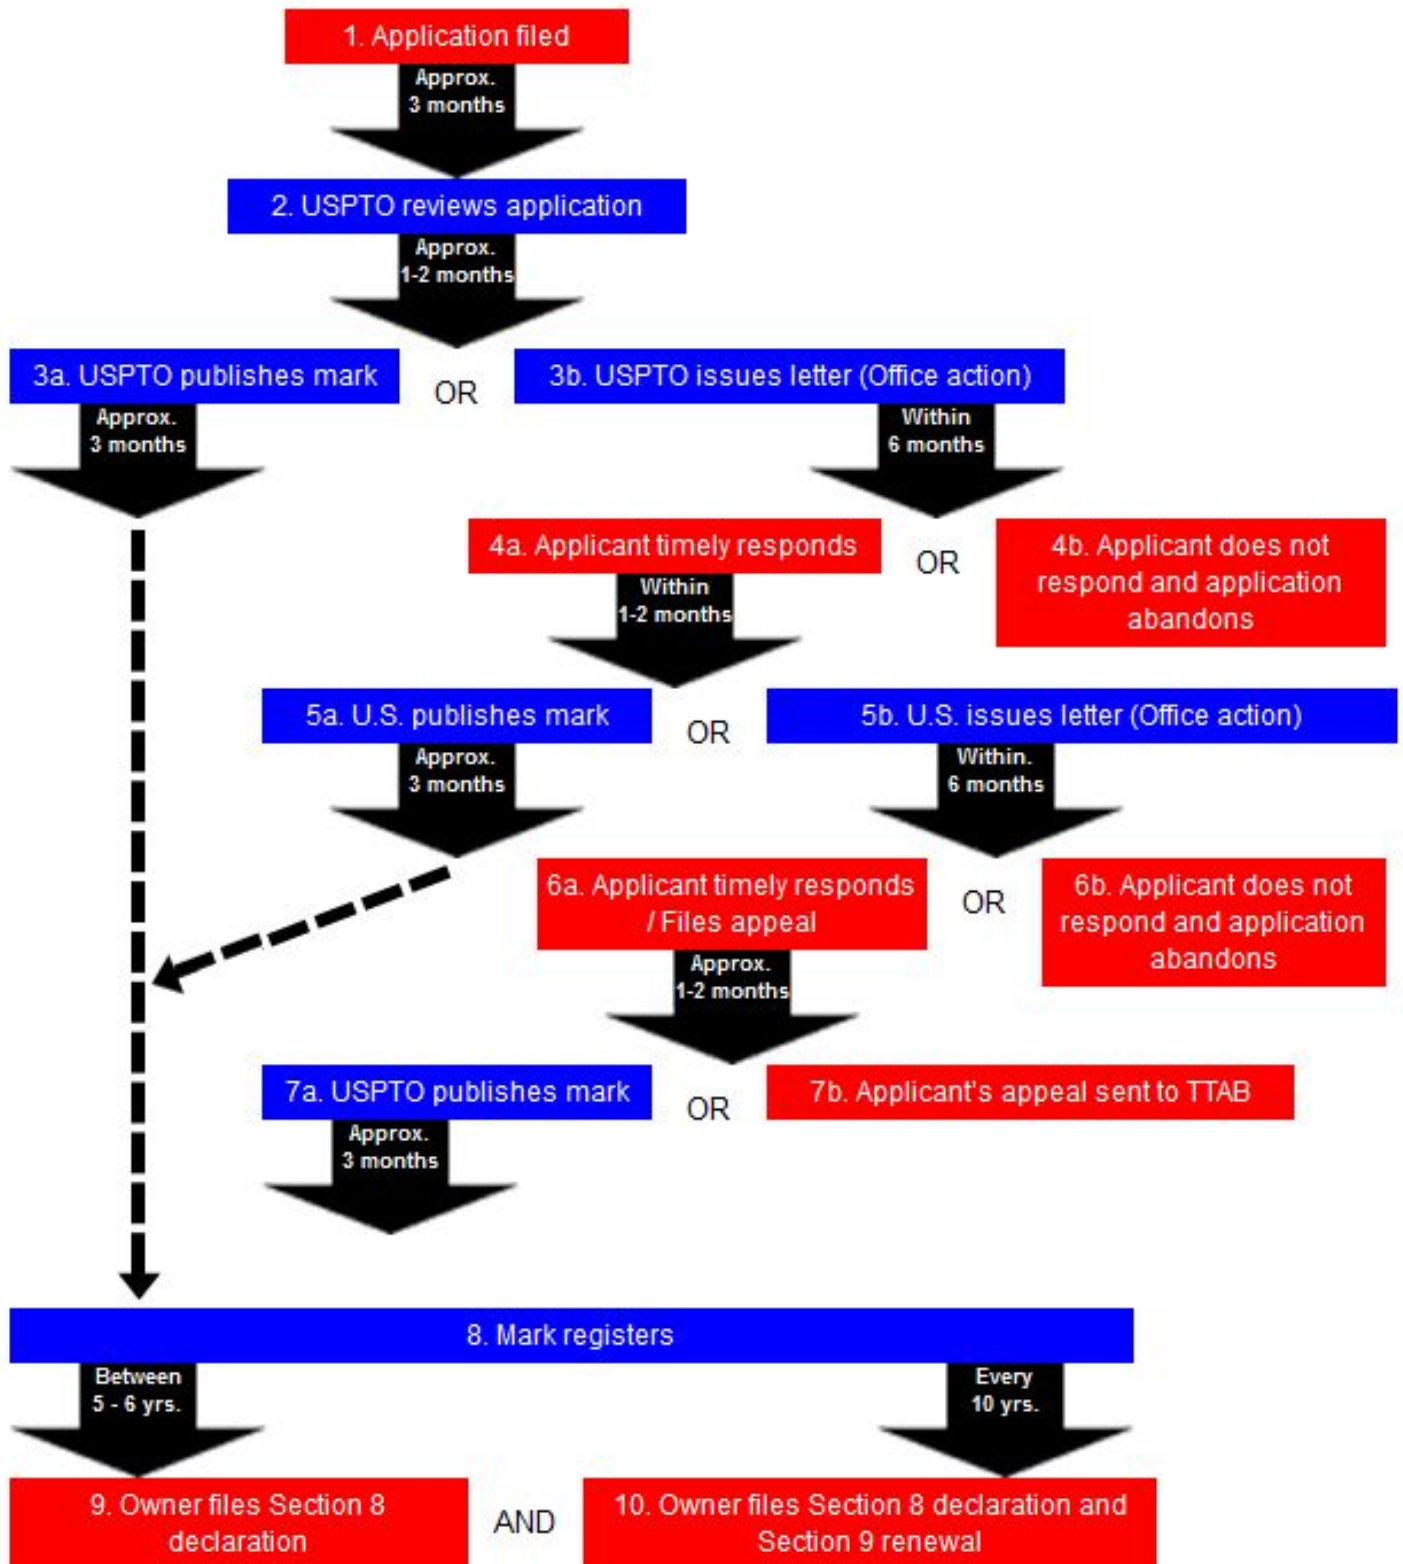 1. Application filed
Approx.
3 months
2. USPTO reviews application
Approx.
1-2 months
3a. USPTO publishes mark
OR
3b. USPTO issues letter (Office action)
Approx.
3 months
Within
6 months
4a. Applicant timely responds
OR
4b. Applicant does not
respond and application
abandons
Within
1-2 months
5a. U.S. publishes mark
OR
5b. U.S. issues letter (Office action)
Approx.
3 months
Within.
6 months
6a. Applicant timely responds
/ Files appeal
OR
6b. Applicant does not
respond and application
abandons
Approx.
1-2 months
7a. USPTO publishes mark
OR
7b. Applicant's appeal sent to TTAB
Approx.
3 months
8. Mark registers
Between
5 - 6 yrs.
Every
10 yrs.
9. Owner files Section 8
declaration
AND
10. Owner files Section 8 declaration and
Section 9 renewal